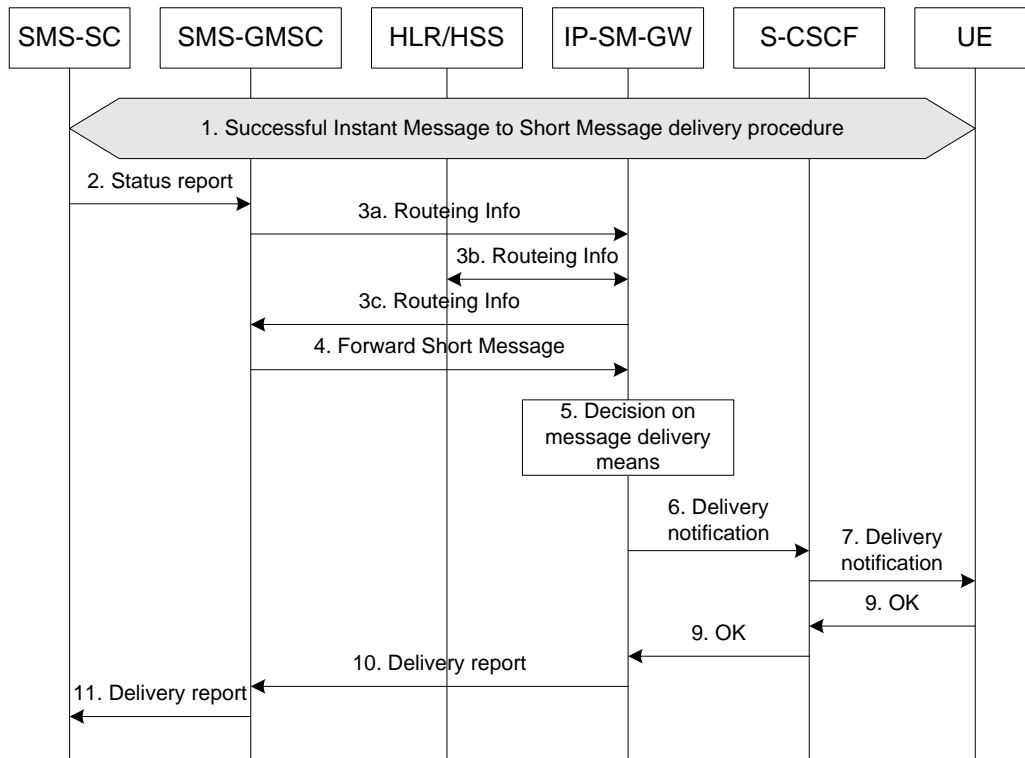 SMS-SC
SMS-GMSC
HLR/HSS
IP-SM-GW
S-CSCF
UE
1. Successful Instant Message to Short Message delivery procedure
2. Status report
3a. Routeing Info
3b. Routeing Info
3c. Routeing Info
4. Forward Short Message
5. Decision on
message delivery
means
6. Delivery
notification
7. Delivery
notification
9. OK
9. OK
10. Delivery report
11. Delivery report